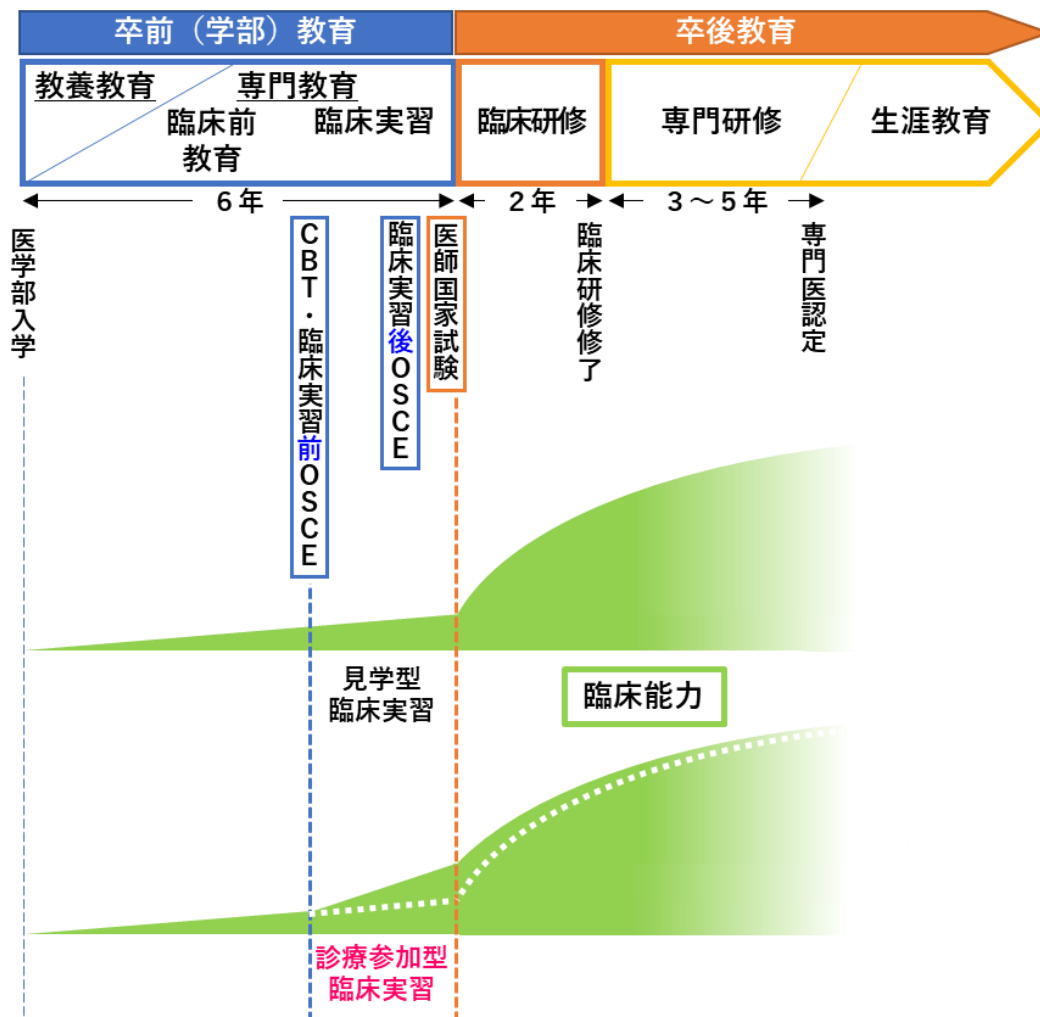 卒前（学部）教育
卒後教育
教養教育
専門教育
臨床前
教育
臨床実習
臨床研修
専門研修
生涯教育
6年
2年
3～5年
医学部入学
CBT・臨床実習前OSCE
臨床実習後OSCE
医師国家試験
臨床研修修了
専門医認定
見学型
臨床実習
臨床能力
診療参加型
臨床実習